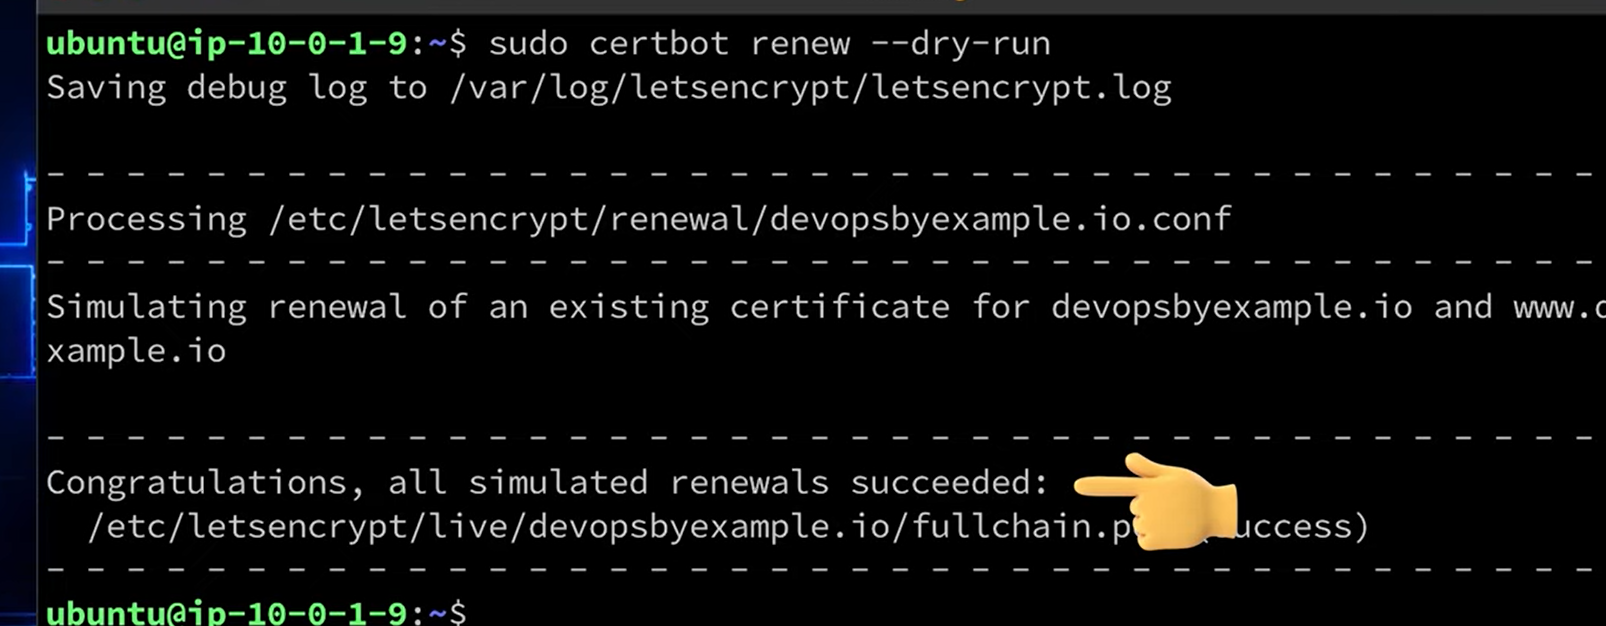 ubuntu@ip-10-0-1-9:~$ sudo certbot renew --dry-run
Saving debug log to /var/log/letsencrypt/letsencrypt.log
- - - - - - - - - - - - - - - - - - - - - - - - - - - - - - - - - - - - - - -
Processing /etc/letsencrypt/renewal/devopsbyexample.io.conf
- - - - - - - - - - - - - - - - - - - - - - - - - - - - - - - - - - - - - - -
Simulating renewal of an existing certificate for devopsbyexample.io and www.
xample.io
- - - - - - - - - - - - - - - - - - - - - - - - - - - - - - - - - - - - - - -
Congratulations, all simulated renewals succeeded:
/etc/letsencrypt/live/devopsbyexample.io/fullchain.p uccess)
- - - - - - - - - - - - - - - - - - - - - - - - - - - - - - - - - - - - - - -
ubuntu@ip-10-0-1-9:~$